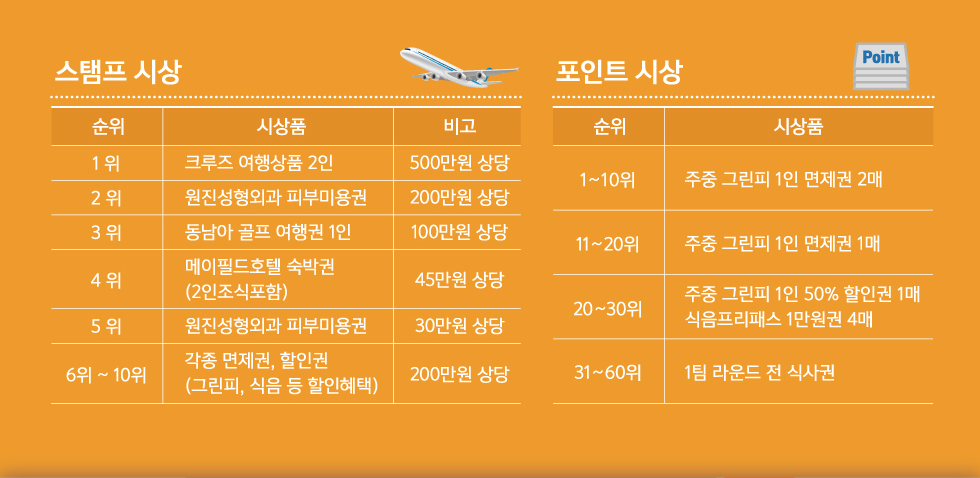 스탬프 시상
순위 시상품 비고
1 위 크루즈 여행상품 2인 500만원 상당
2 위 원진성형외과 피부미용권 200만원 상당
3 위 동남아 골프 여행권 1인 100만원 상당
4 위 메이필드호텔 숙박권
(2인조식포함) 45만원 상당
5 위 원진성형외과 피부미용권 30만원 상당
6위 ~ 10위 각종 면제권, 할인권
(그린피, 식음 등 할인혜택) 200만원 상당
포인트 시상
Point
순위 시상품
1~10위 주중 그린피 1인 면제권 2매
11~20위 주중 그린피 1인 면제권 1매
20~30위 주중 그린피 1인 50% 할인권 1매
식음프리패스 1만원권 4매
31~60위 1팀 라운드 전 식사권